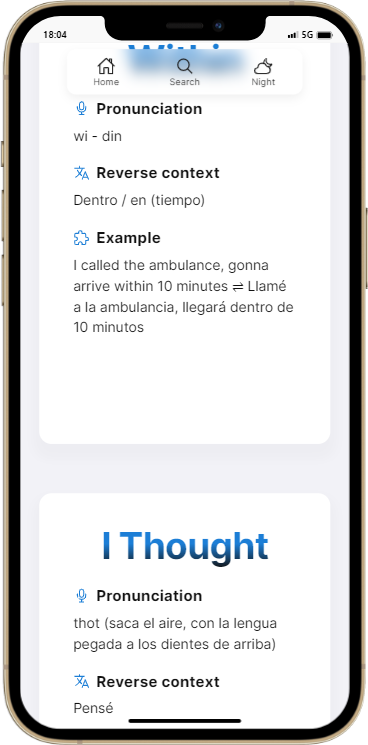 18:04
5G
Within
Home
Search
Night
Pronunciation
wi - din
Reverse context
Dentro / en (tiempo)
Example
I called the ambulance, gonna
arrive within 10 minutes ⇌ Llamé
a la ambulancia, llegará dentro de
10 minutos
I Thought
Pronunciation
thot (saca el aire, con la lengua
pegada a los dientes de arriba)
Reverse context
Pensé